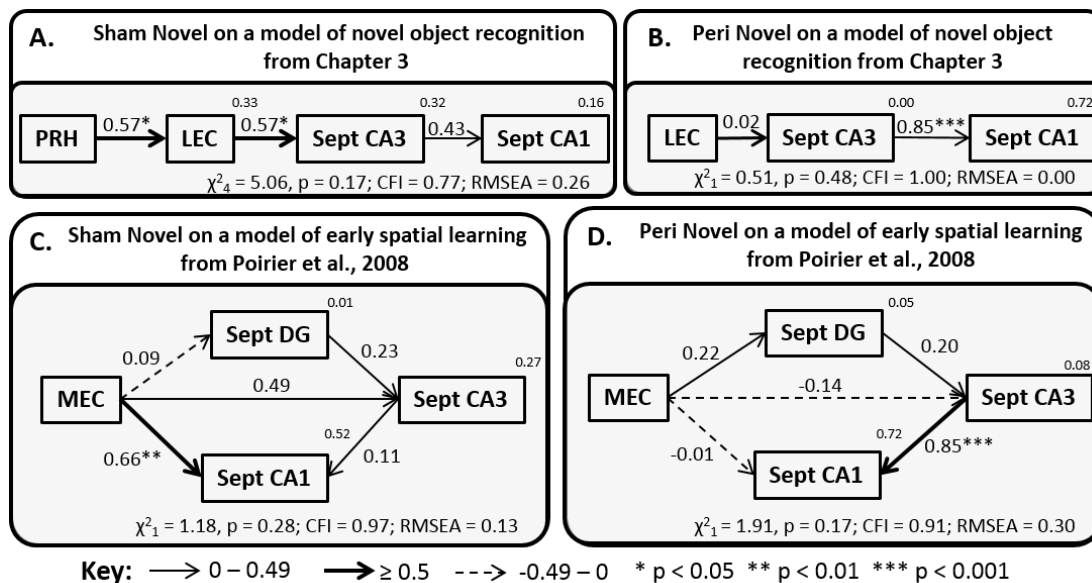 A. Sham Novel on a model of novel object recognition
from Chapter 3
0.33 0.32 0.16
PRH 0.57* LEC 0.57* Sept CA3 0.43 Sept CA1
χ²₄ = 5.06, p = 0.17; CFI = 0.77; RMSEA = 0.26
B. Peri Novel on a model of novel object
recognition from Chapter 3
0.00 0.72
LEC 0.02 Sept CA3 0.85*** Sept CA1
χ²₁ = 0.51, p = 0.48; CFI = 1.00; RMSEA = 0.00
C. Sham Novel on a model of early spatial learning
from Poirier et al., 2008
0.01
Sept DG
0.09 0.23
0.27
MEC 0.49 Sept CA3
0.52
0.66** 0.11
Sept CA1
χ²₁ = 1.18, p = 0.28; CFI = 0.97; RMSEA = 0.13
D. Peri Novel on a model of early spatial learning
from Poirier et al., 2008
0.05
Sept DG
0.22 0.20
0.08
MEC -0.14 Sept CA3
0.72
-0.01 0.85***
Sept CA1
χ²₁ = 1.91, p = 0.17; CFI = 0.91; RMSEA = 0.30
Key: 0 – 0.49 ≥ 0.5 -0.49 – 0 * p < 0.05 ** p < 0.01 *** p < 0.001